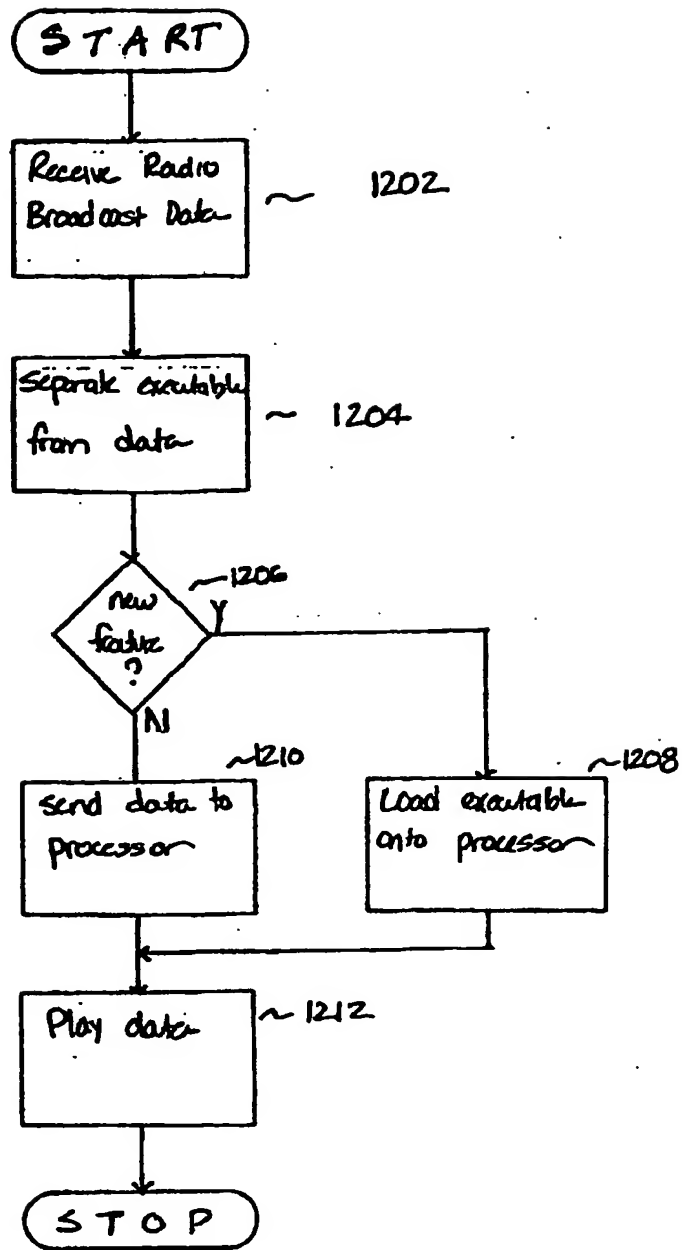 START
Receive Radio
Broadcast Data
~ 1202
Separate executable
from data
~ 1204
new
feature
?
~1206
Y
N
~1210
send data to
processor
~1208
Load executable
onto processor
Play data
~ 1212
STOP